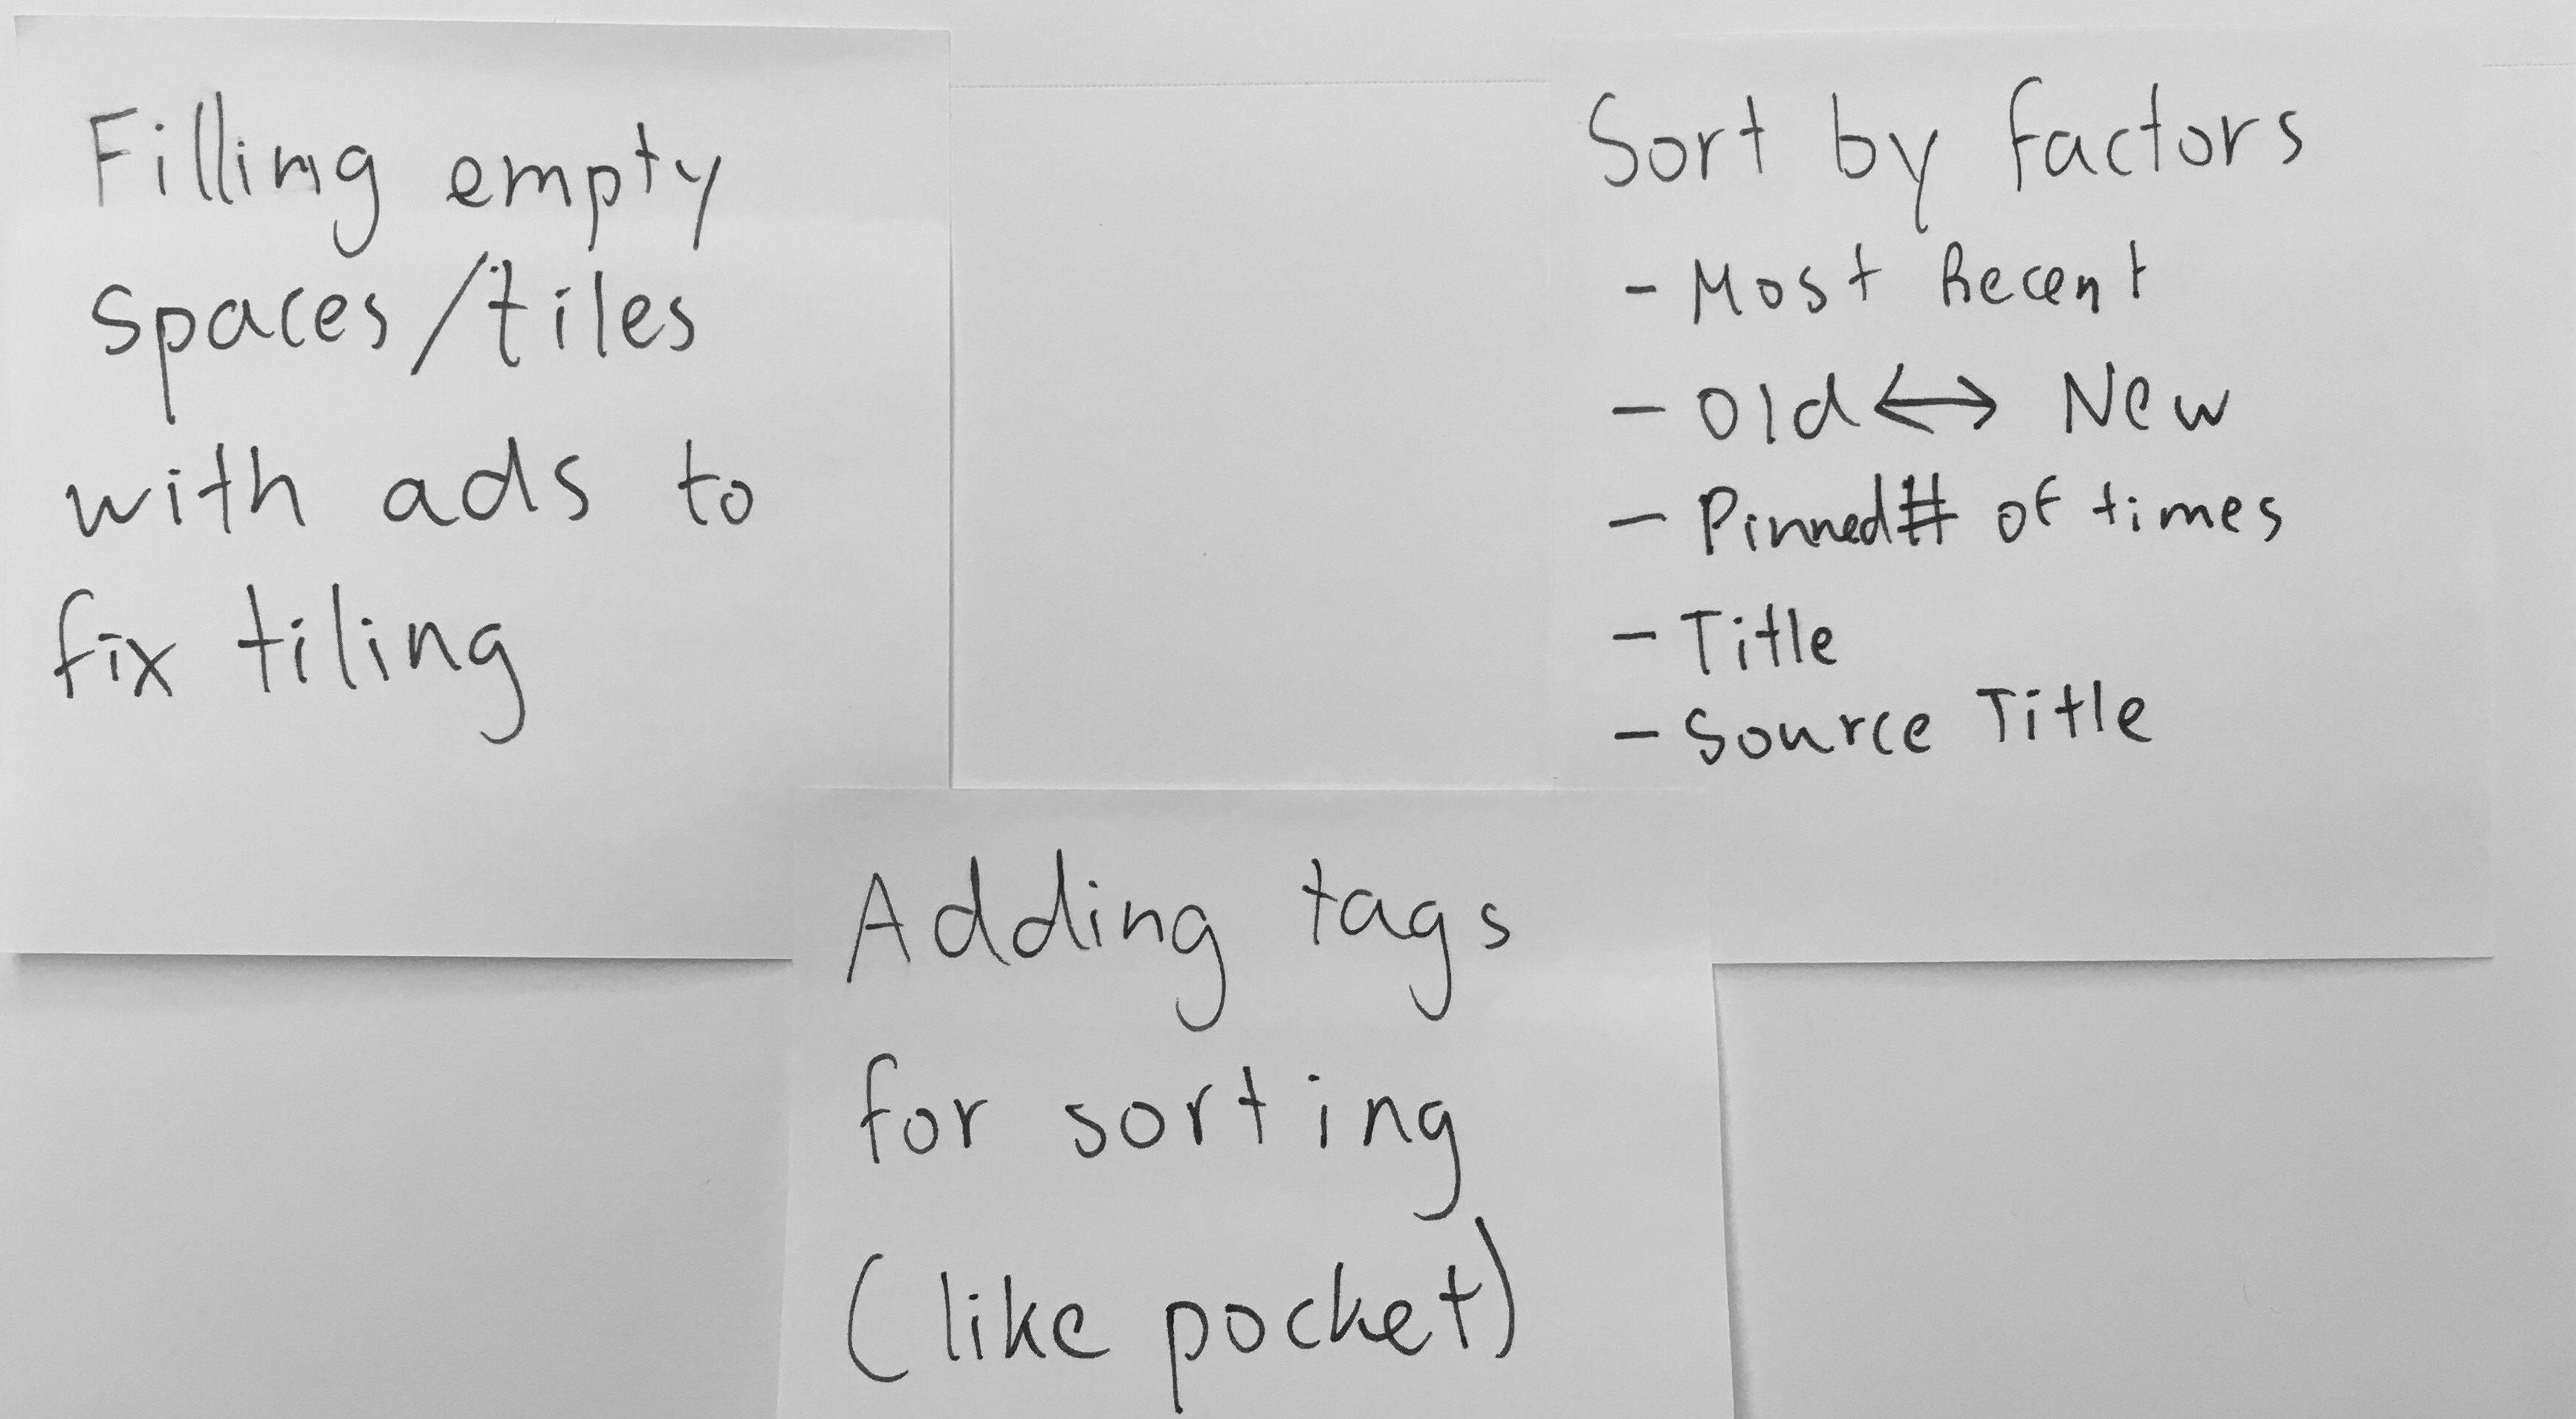 Filling empty
spaces/tiles
with ads to
fix tiling
Sort by factors
- Most Recent
- Old ↔ New
- Pinned # of times
- Title
- Source Title
Adding tags
for sorting
(like pocket)